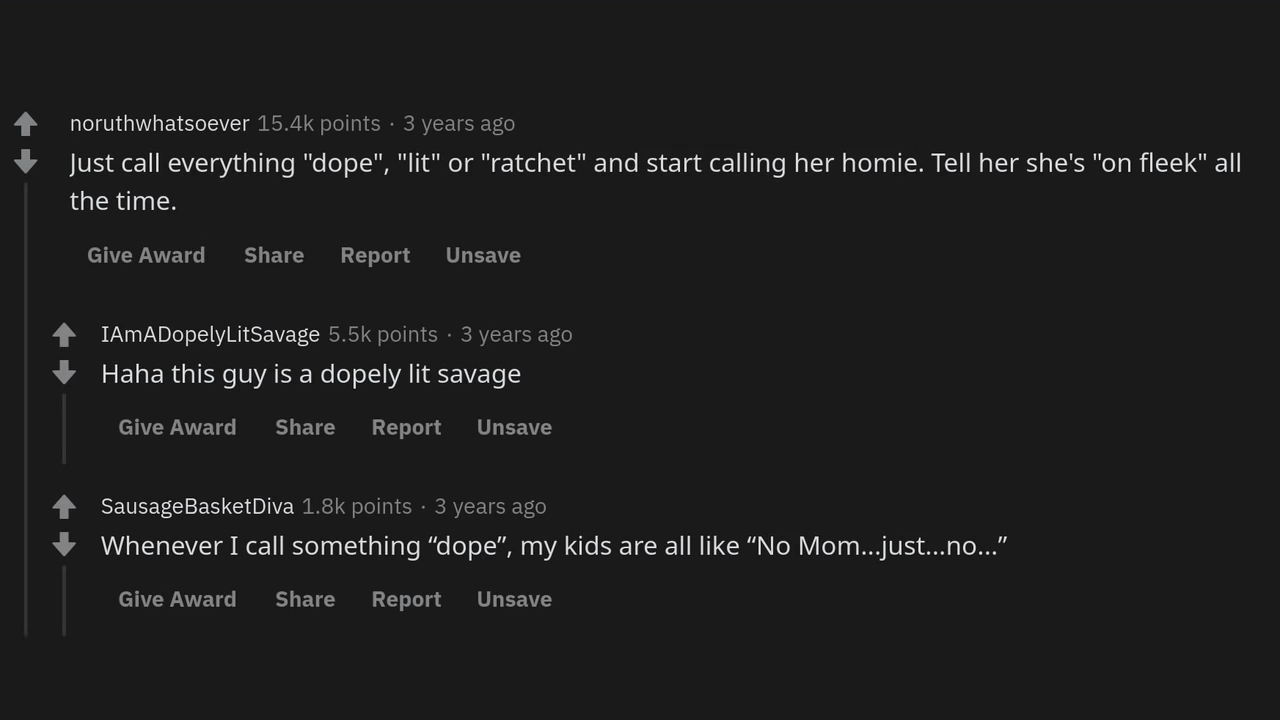 noruthwhatsoever 15.4k points · 3 years ago
Just call everything "dope", "lit" or "ratchet" and start calling her homie. Tell her she's "on fleek" all
the time.
Give Award Share Report Unsave
IAmADopelyLitSavage 5.5k points · 3 years ago
Haha this guy is a dopely lit savage
Give Award Share Report Unsave
SausageBasketDiva 1.8k points · 3 years ago
Whenever I call something “dope”, my kids are all like “No Mom...just...no...”
Give Award Share Report Unsave